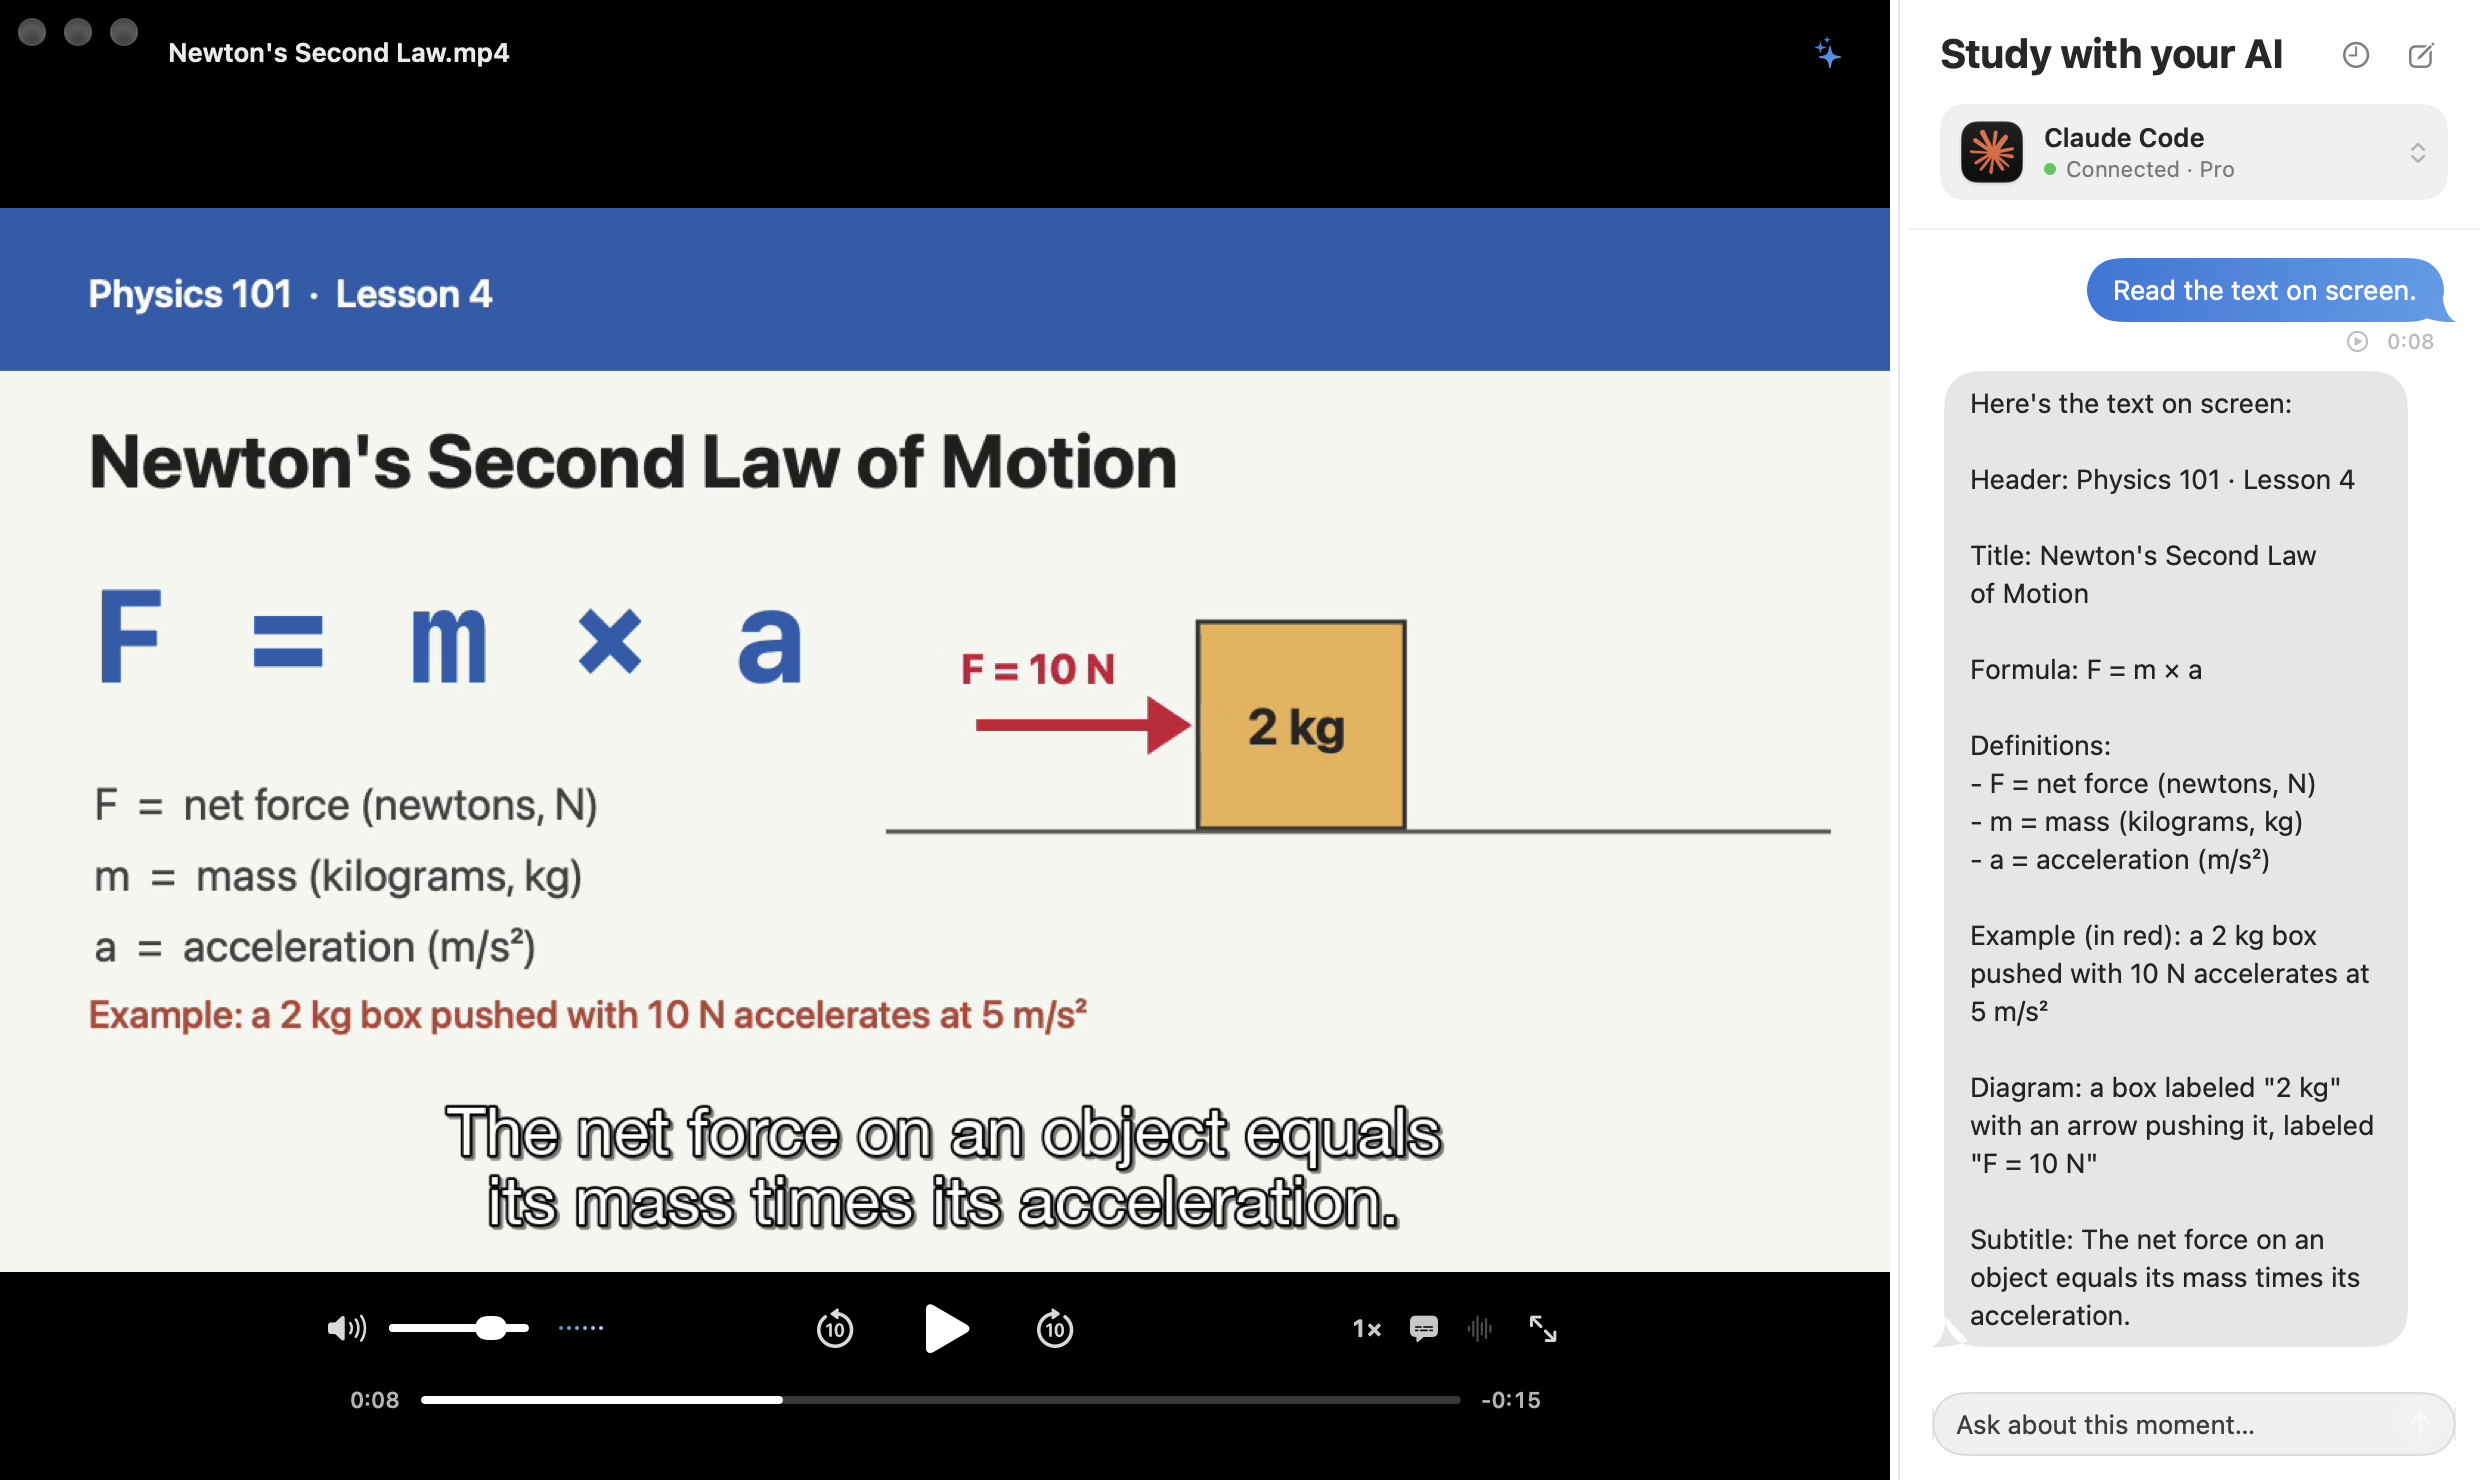 Newton's Second Law.mp4
Physics 101 · Lesson 4
Newton's Second Law of Motion
F = m × a
F = 10 N
2 kg
F = net force (newtons, N)
m = mass (kilograms, kg)
a = acceleration (m/s²)
Example: a 2 kg box pushed with 10 N accelerates at 5 m/s²
The net force on an object equals
its mass times its acceleration.
10
10
1×
0:08
-0:15
Study with your AI
Claude Code
Connected · Pro
Read the text on screen.
0:08
Here's the text on screen:
Header: Physics 101 · Lesson 4
Title: Newton's Second Law
of Motion
Formula: F = m × a
Definitions:
- F = net force (newtons, N)
- m = mass (kilograms, kg)
- a = acceleration (m/s²)
Example (in red): a 2 kg box
pushed with 10 N accelerates at
5 m/s²
Diagram: a box labeled "2 kg"
with an arrow pushing it, labeled
"F = 10 N"
Subtitle: The net force on an
object equals its mass times its
acceleration.
Ask about this moment...